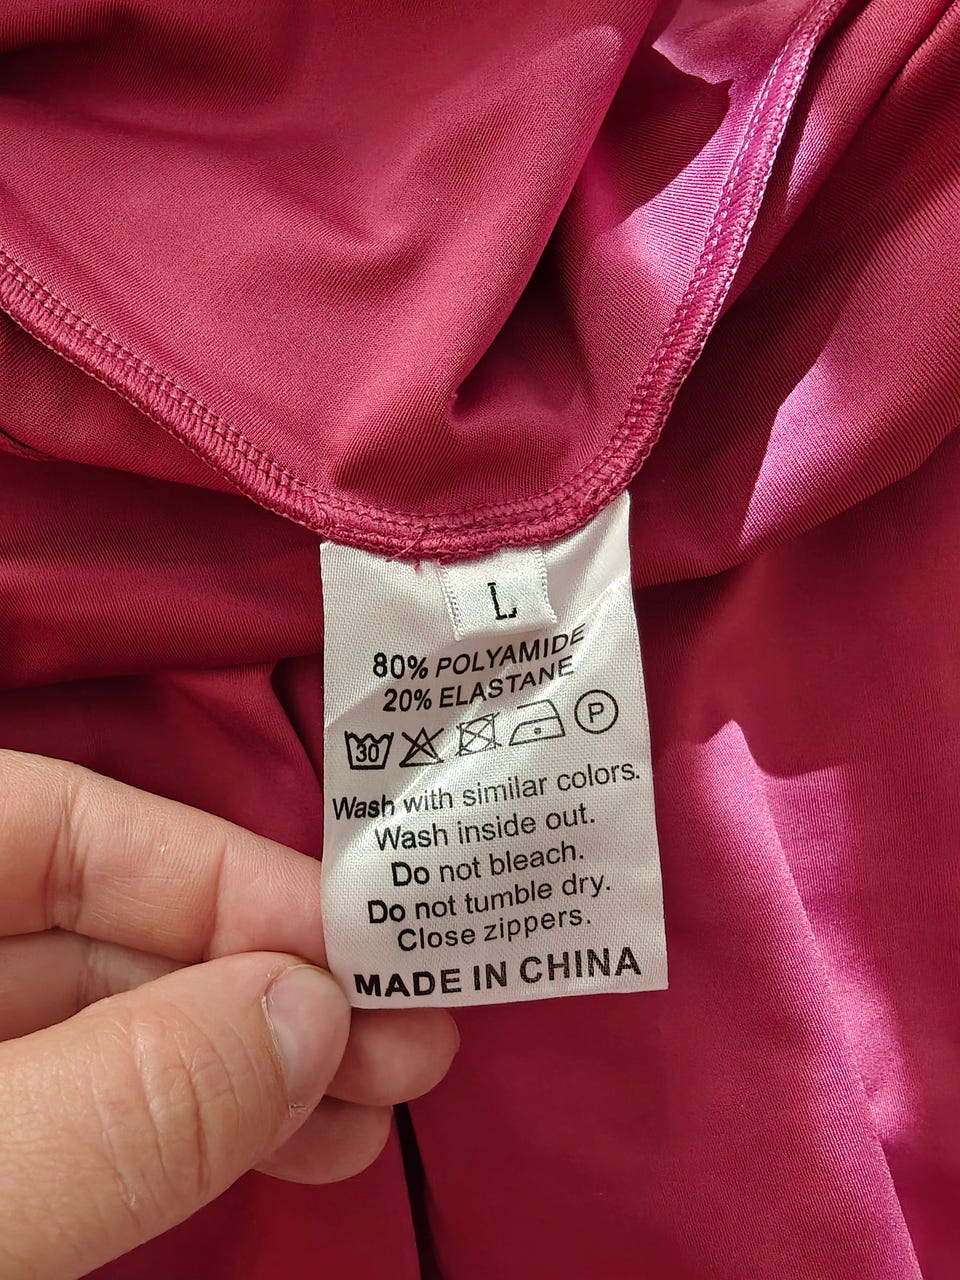 L
80% POLYAMIDE
20% ELASTANE
30 P
Wash with similar colors.
Wash inside out.
Do not bleach.
Do not tumble dry.
Close zippers.
MADE IN CHINA